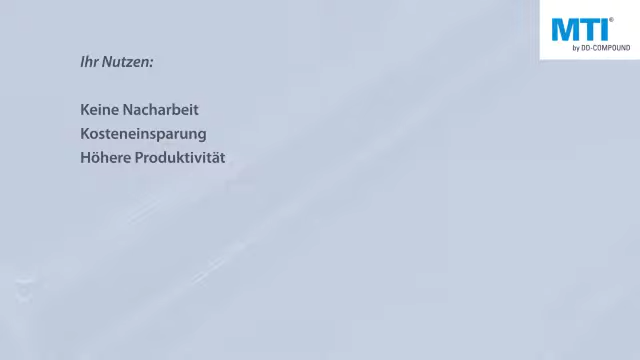 MTI®
by DD-COMPOUND
Ihr Nutzen:
Keine Nacharbeit
Kosteneinsparung
Höhere Produktivität